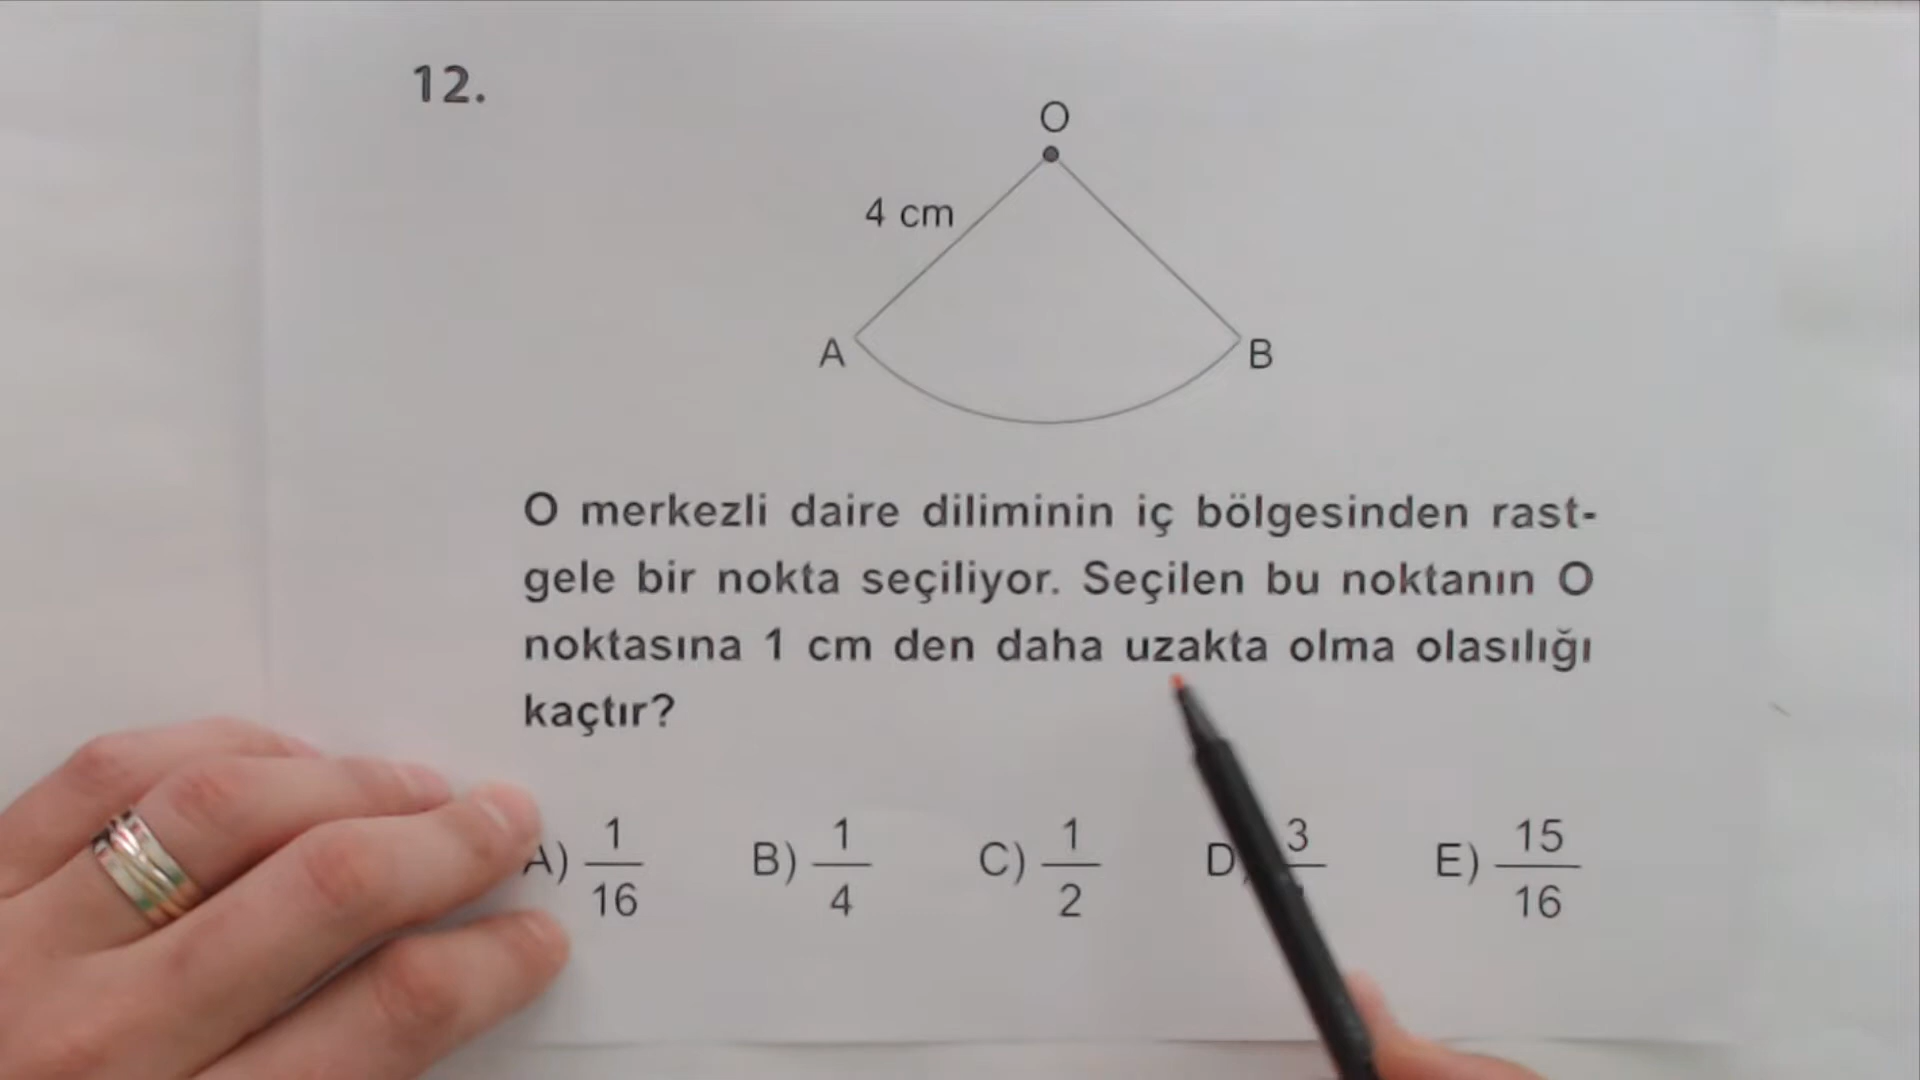 12.
O
4 cm
A
B
O merkezli daire diliminin iç bölgesinden rast-
gele bir nokta seçiliyor. Seçilen bu noktanın O
noktasına 1 cm den daha uzakta olma olasılığı
kaçtır?
A) 1/16 B) 1/4 C) 1/2 D) 3/ E) 15/16